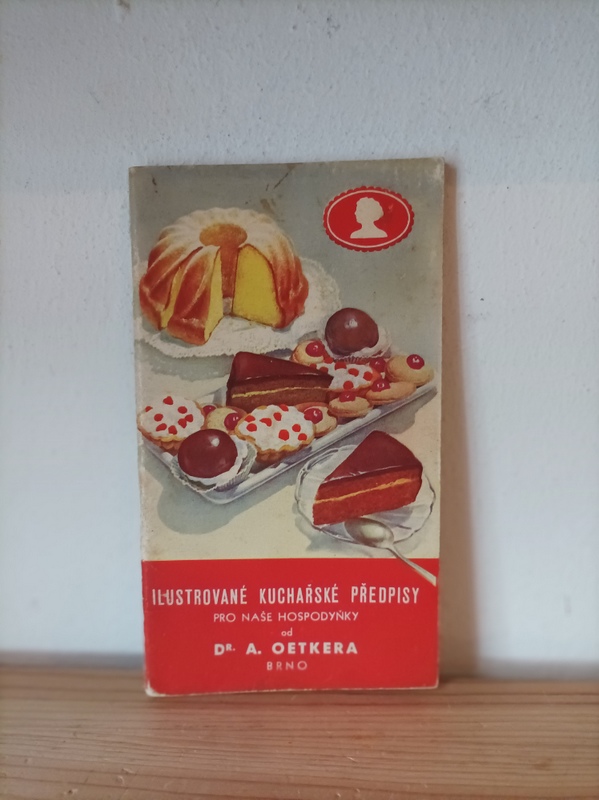 ILUSTROVANÉ KUCHAŘSKÉ PŘEDPISY
PRO NAŠE HOSPODYŇKY
od
DR. A. OETKERA
BRNO